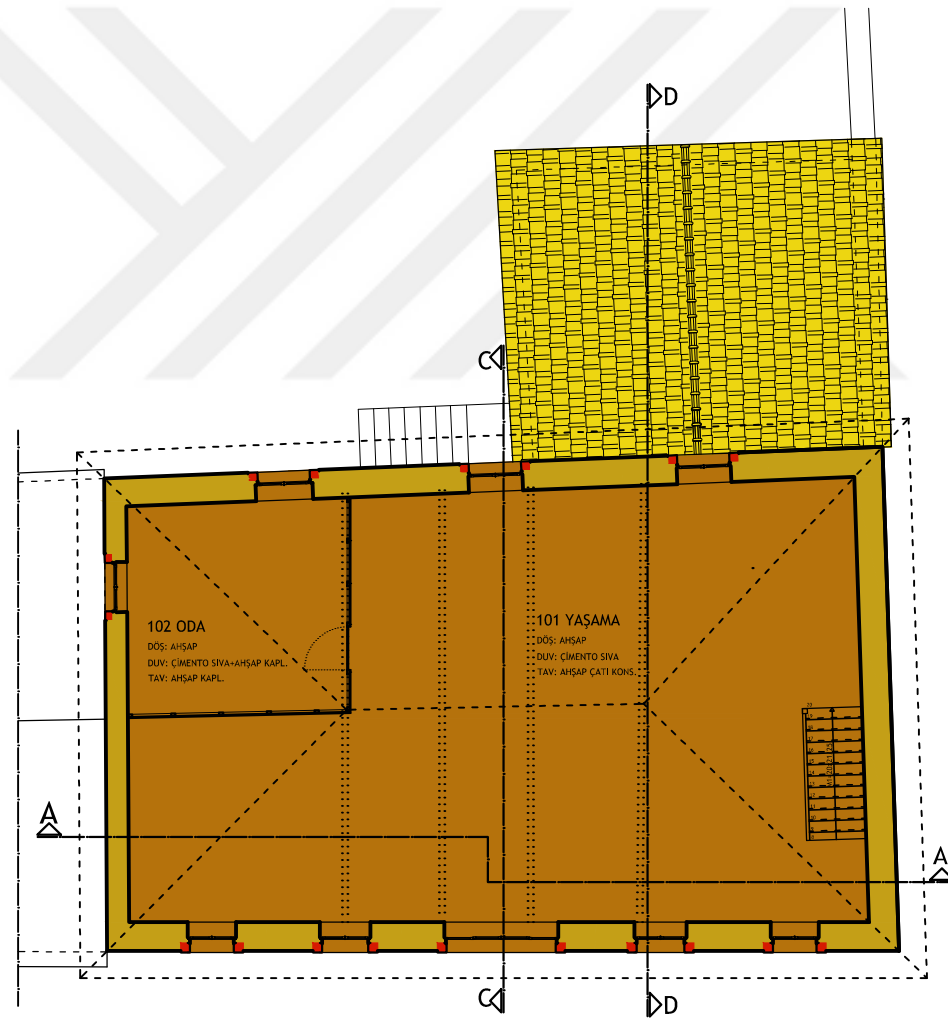 D
C
102 ODA
DÖŞ: AHŞAP
DUV: ÇİMENTO SIVA+AHŞAP KAPL.
TAV: AHŞAP KAPL.
101 YAŞAMA
DÖŞ: AHŞAP
DUV: ÇİMENTO SIVA
TAV: AHŞAP ÇATI KONS.
A
A
C
D